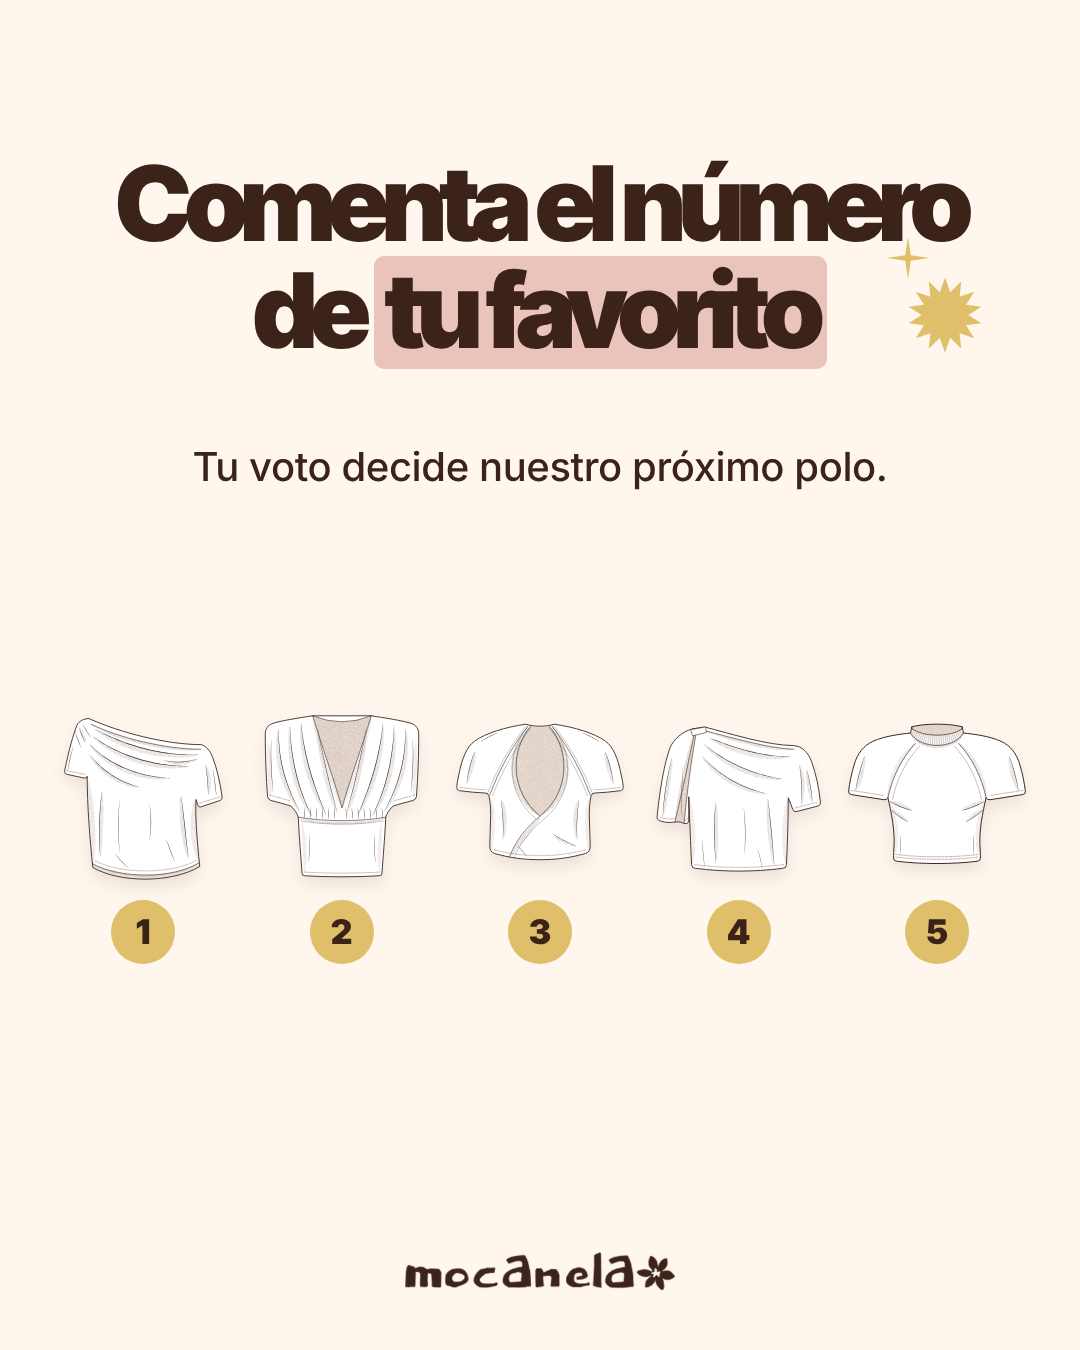 Comenta el número
de tu favorito
Tu voto decide nuestro próximo polo.
1 2 3 4 5
mocanela